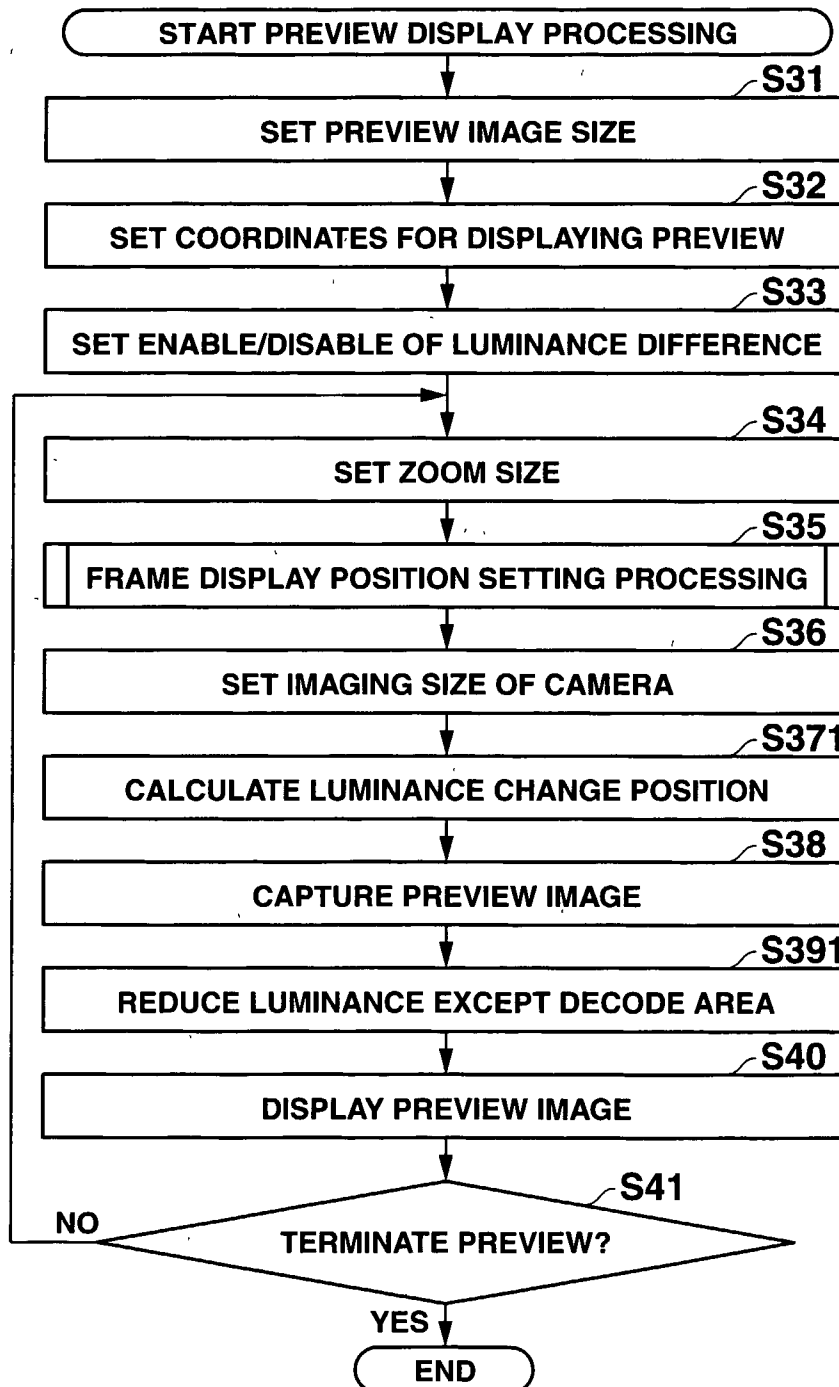 START PREVIEW DISPLAY PROCESSING
S31
SET PREVIEW IMAGE SIZE
S32
SET COORDINATES FOR DISPLAYING PREVIEW
S33
SET ENABLE/DISABLE OF LUMINANCE DIFFERENCE
S34
SET ZOOM SIZE
S35
FRAME DISPLAY POSITION SETTING PROCESSING
S36
SET IMAGING SIZE OF CAMERA
S371
CALCULATE LUMINANCE CHANGE POSITION
S38
CAPTURE PREVIEW IMAGE
S391
REDUCE LUMINANCE EXCEPT DECODE AREA
S40
DISPLAY PREVIEW IMAGE
S41
NO
TERMINATE PREVIEW?
YES
END